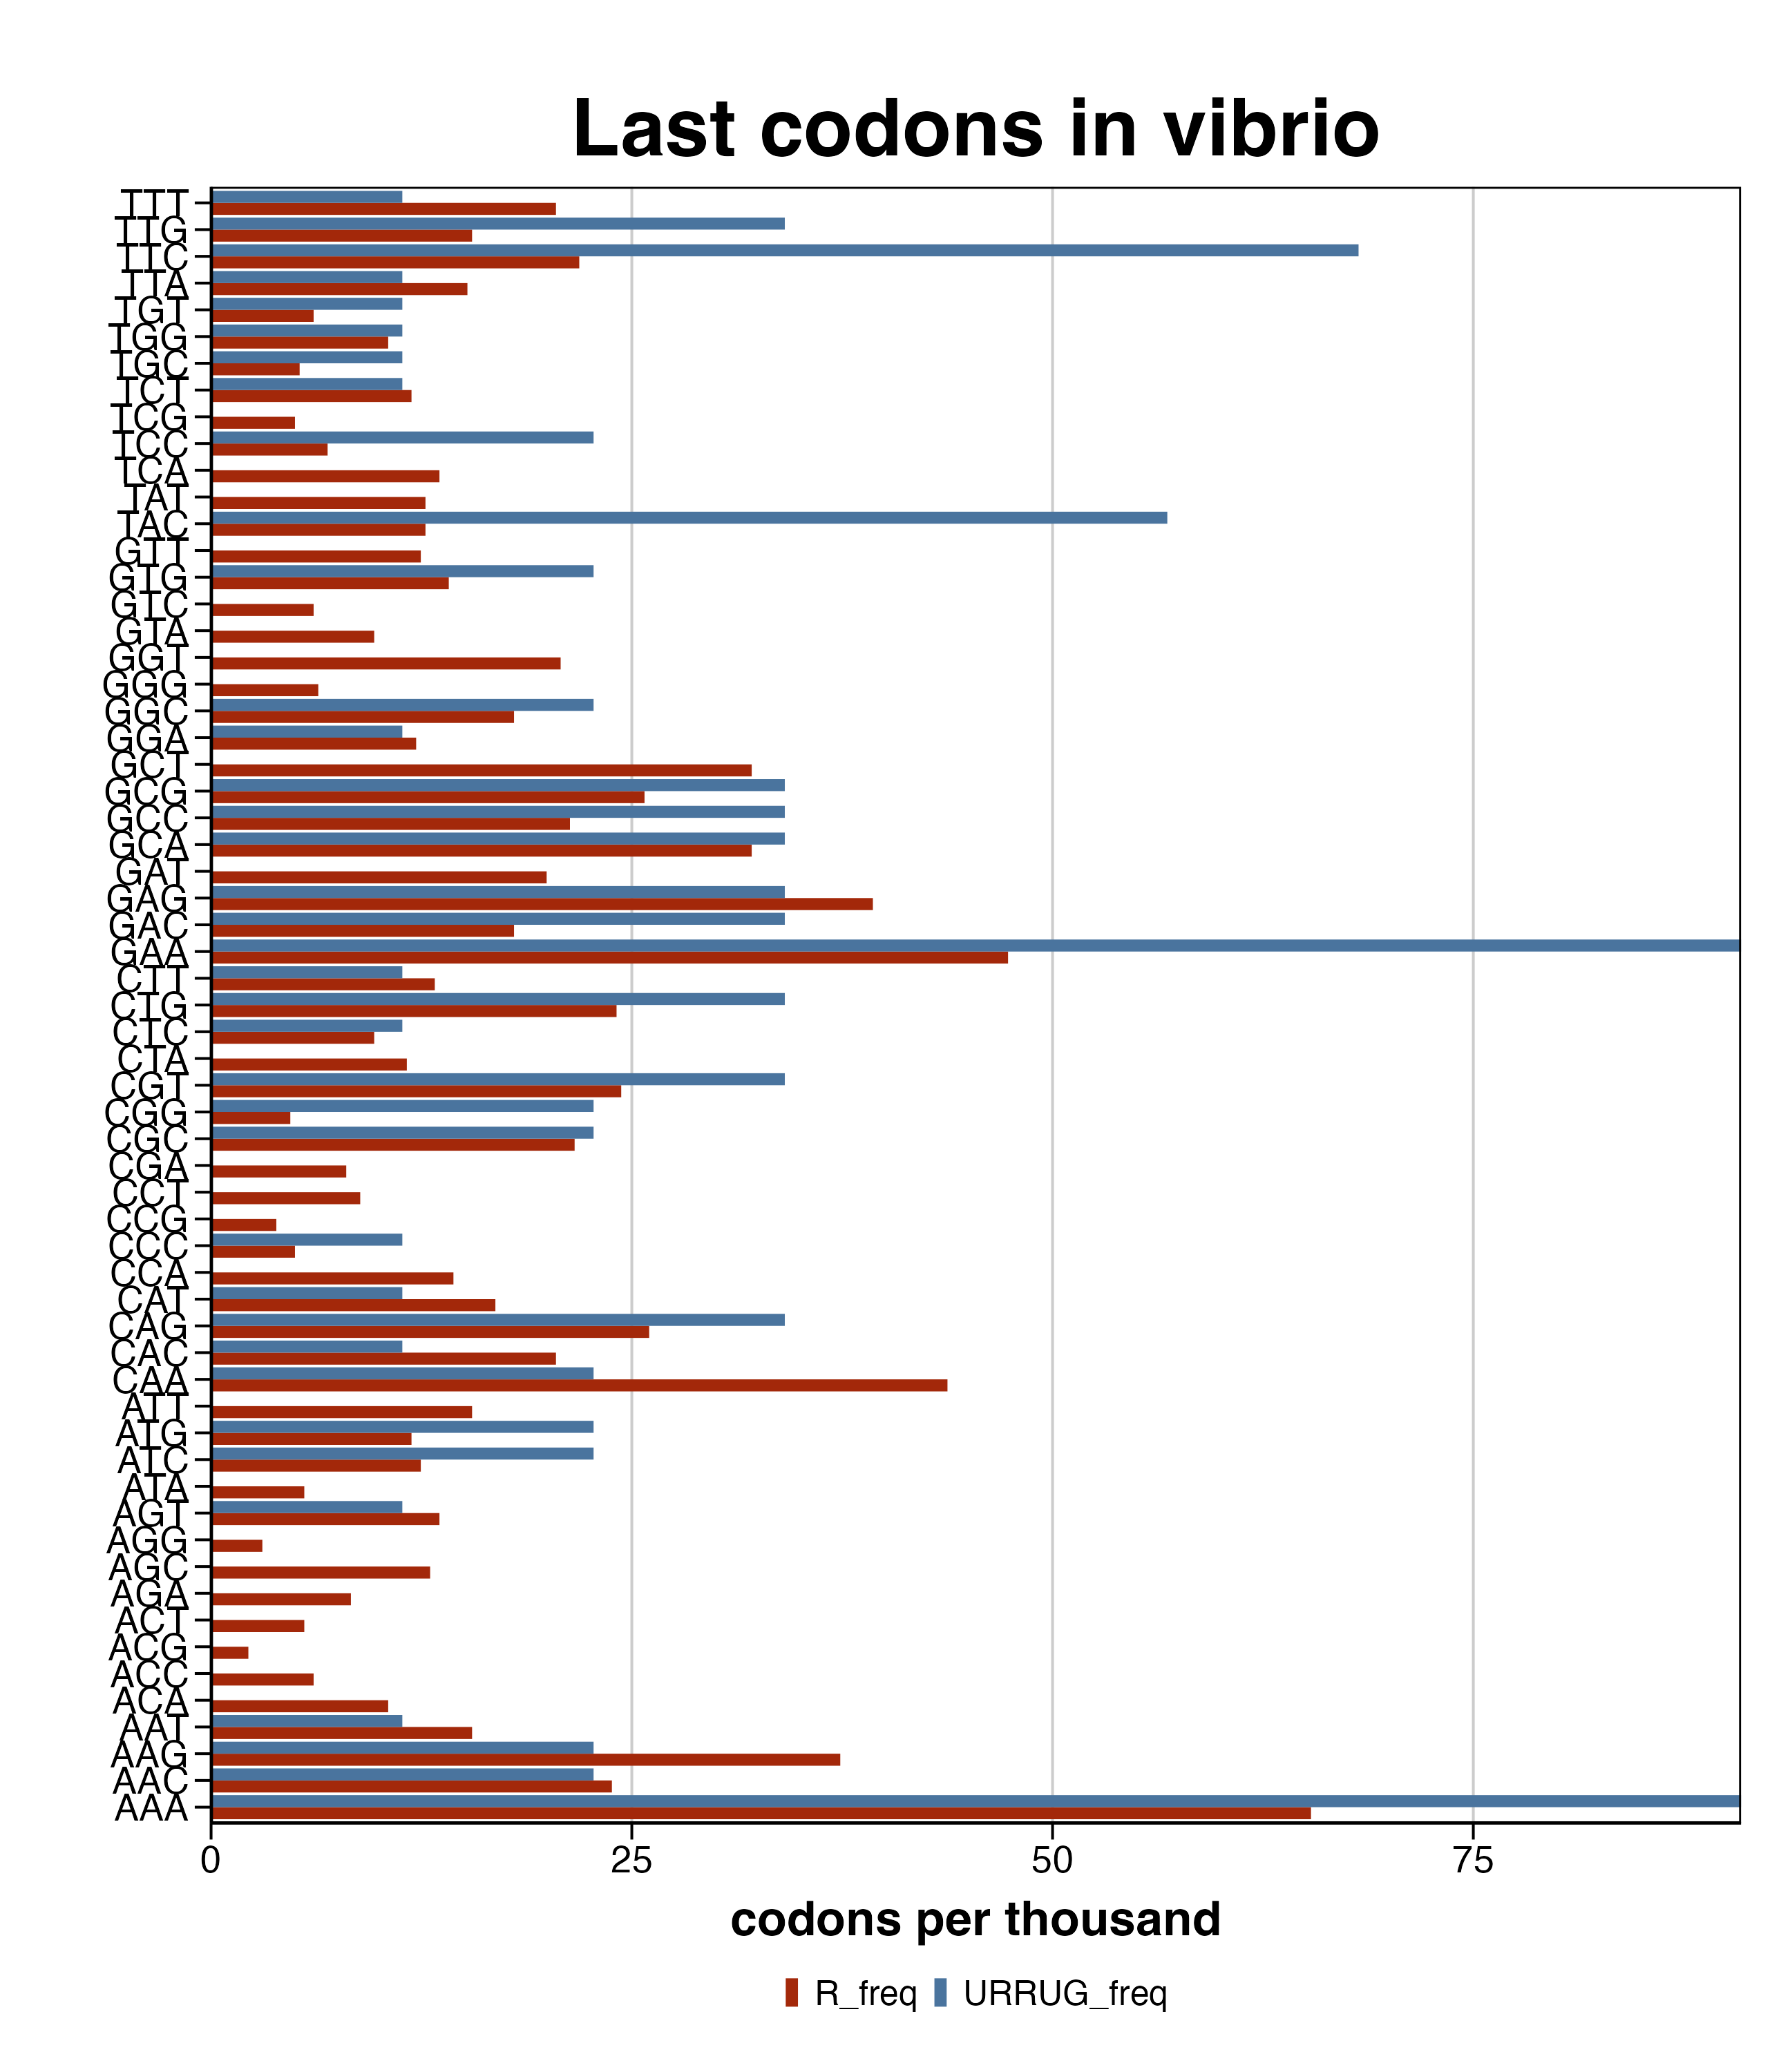 Last codons in vibrio
TTT
TTG
TTC
TTA
TGT
TGG
TGC
TCT
TCG
TCC
TCA
TAT
TAC
GTT
GTG
GTC
GTA
GGT
GGG
GGC
GGA
GCT
GCG
GCC
GCA
GAT
GAG
GAC
GAA
CTT
CTG
CTC
CTA
CGT
CGG
CGC
CGA
CCT
CCG
CCC
CCA
CAT
CAG
CAC
CAA
ATT
ATG
ATC
ATA
AGT
AGG
AGC
AGA
ACT
ACG
ACC
ACA
AAT
AAG
AAC
AAA
0 25 50 75
codons per thousand
R_freq URRUG_freq